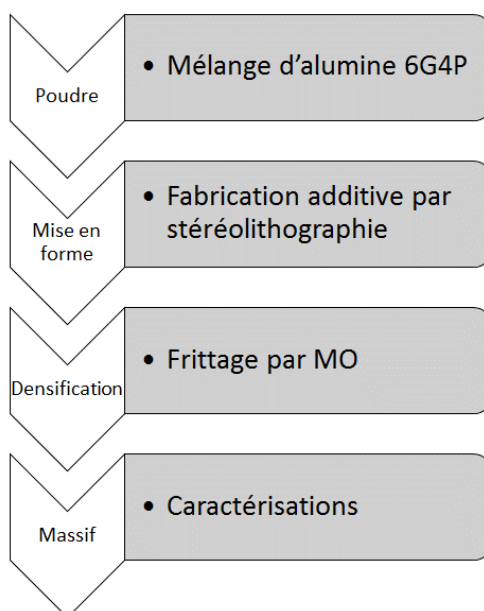 Poudre
• Mélange d'alumine 6G4P
Mise en
forme
• Fabrication additive par
stéréolithographie
Densification
• Frittage par MO
Massif
• Caractérisations